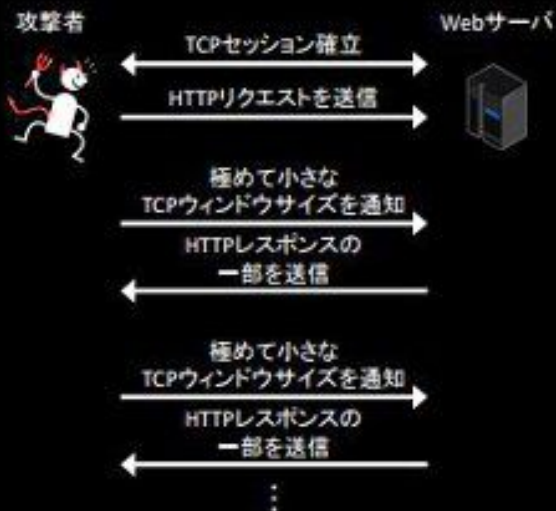 攻撃者
Webサーバ
TCPセッション確立
HTTPリクエストを送信
極めて小さな
TCPウィンドウサイズを通知
HTTPレスポンスの
一部を送信
極めて小さな
TCPウィンドウサイズを通知
HTTPレスポンスの
一部を送信
⋮